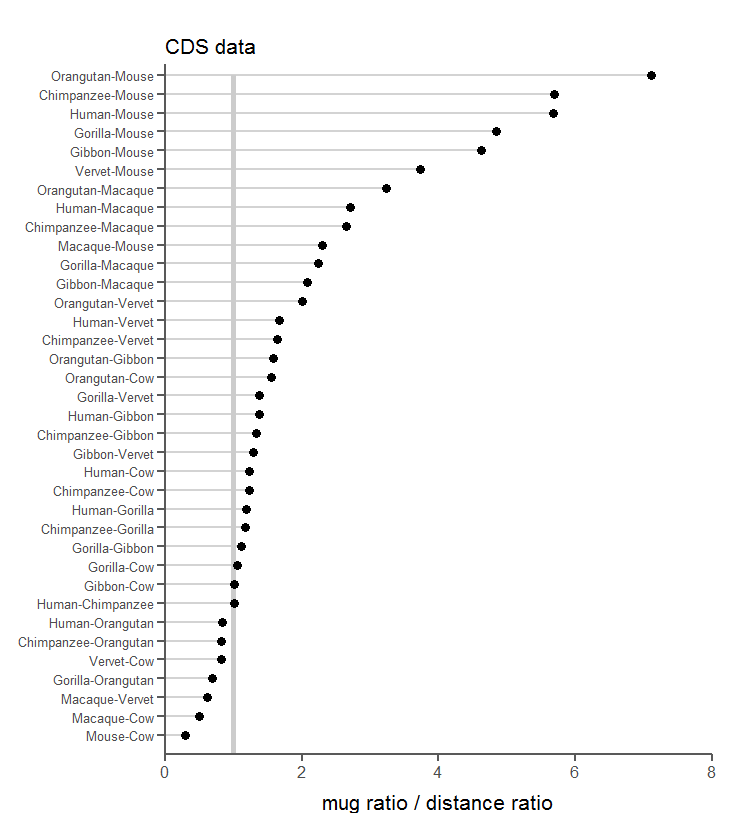 CDS data
Orangutan-Mouse
Chimpanzee-Mouse
Human-Mouse
Gorilla-Mouse
Gibbon-Mouse
Vervet-Mouse
Orangutan-Macaque
Human-Macaque
Chimpanzee-Macaque
Macaque-Mouse
Gorilla-Macaque
Gibbon-Macaque
Orangutan-Vervet
Human-Vervet
Chimpanzee-Vervet
Orangutan-Gibbon
Orangutan-Cow
Gorilla-Vervet
Human-Gibbon
Chimpanzee-Gibbon
Gibbon-Vervet
Human-Cow
Chimpanzee-Cow
Human-Gorilla
Chimpanzee-Gorilla
Gorilla-Gibbon
Gorilla-Cow
Gibbon-Cow
Human-Chimpanzee
Human-Orangutan
Chimpanzee-Orangutan
Vervet-Cow
Gorilla-Orangutan
Macaque-Vervet
Macaque-Cow
Mouse-Cow
0 2 4 6 8
mug ratio / distance ratio